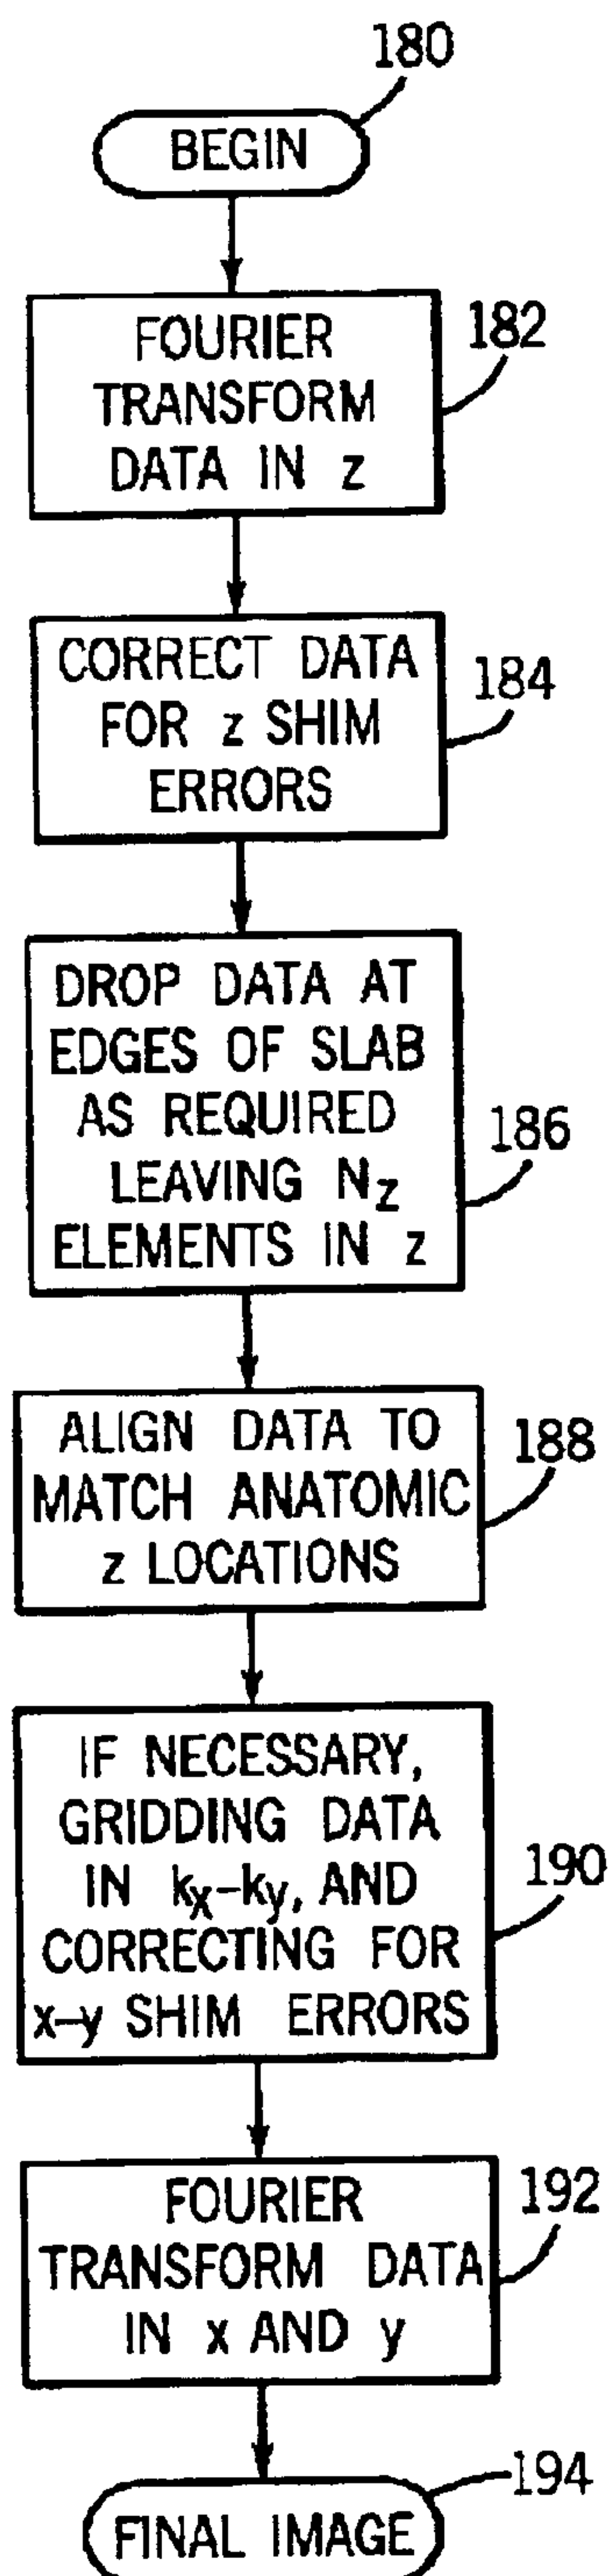 180
BEGIN
182
FOURIER
TRANSFORM
DATA IN z
184
CORRECT DATA
FOR z SHIM
ERRORS
186
DROP DATA AT
EDGES OF SLAB
AS REQUIRED
LEAVING Nz
ELEMENTS IN z
188
ALIGN DATA TO
MATCH ANATOMIC
z LOCATIONS
190
IF NECESSARY,
GRIDDING DATA
IN kx-ky, AND
CORRECTING FOR
x-y SHIM ERRORS
192
FOURIER
TRANSFORM DATA
IN x AND y
194
FINAL IMAGE